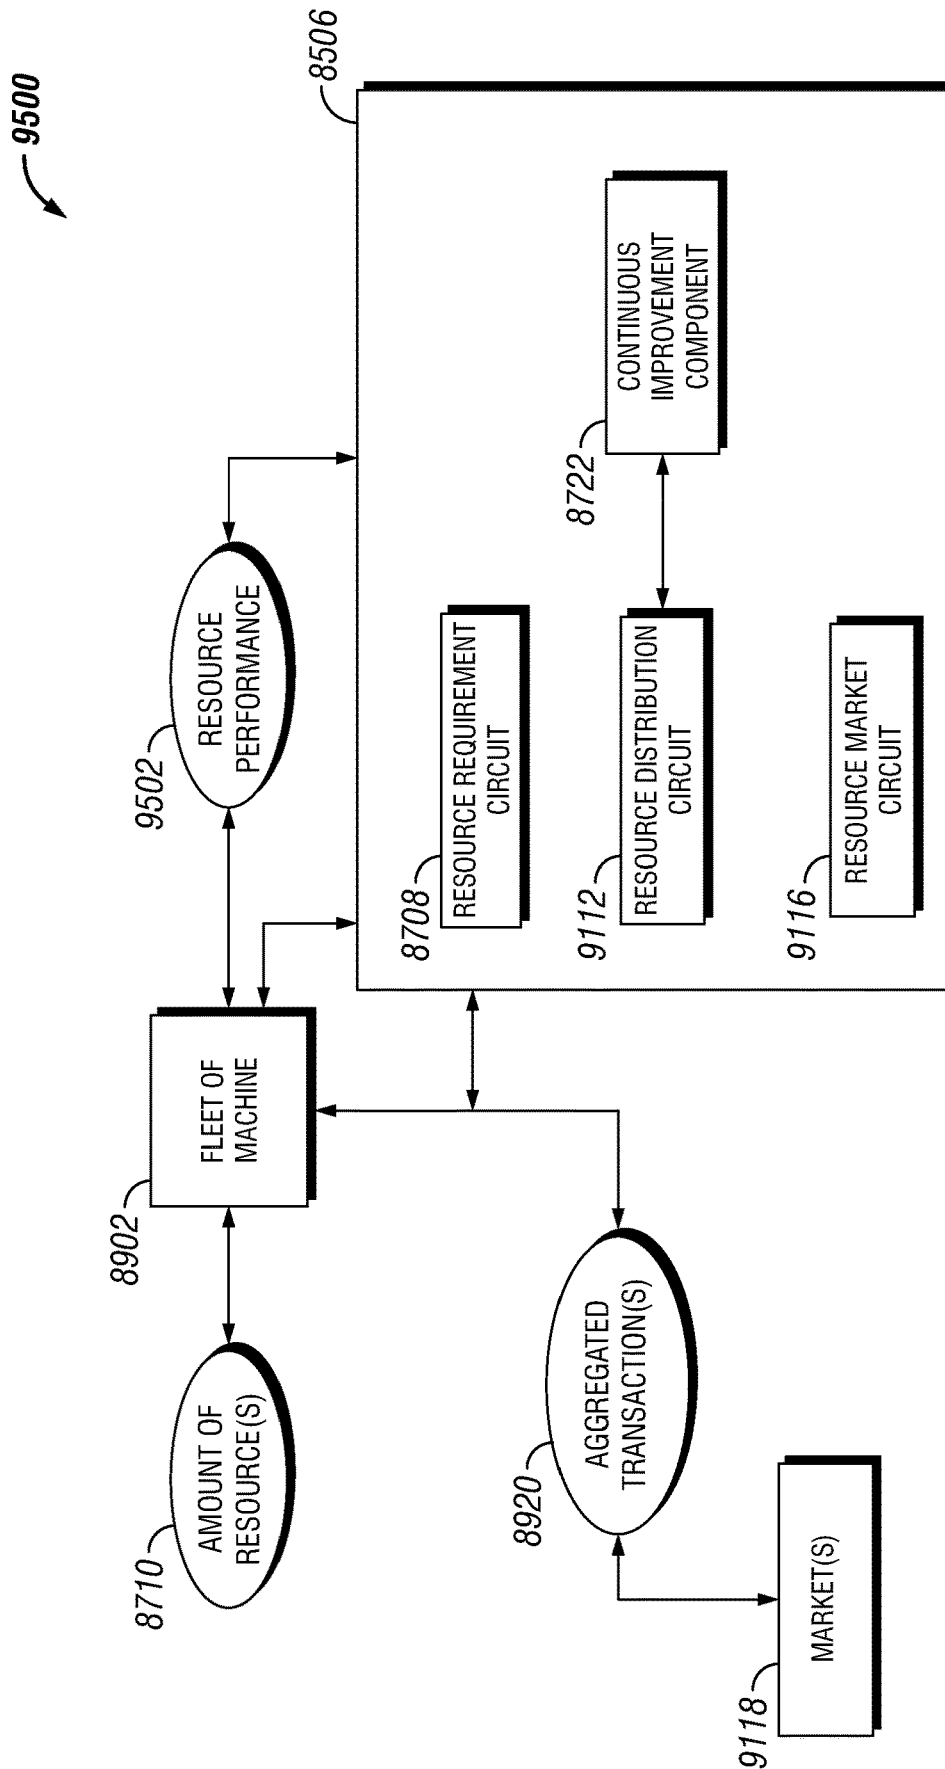 9500
8710
AMOUNT OF
RESOURCE(S)
8902
FLEET OF
MACHINE
9502
RESOURCE
PERFORMANCE
8506
8708
RESOURCE REQUIREMENT
CIRCUIT
9112
RESOURCE DISTRIBUTION
CIRCUIT
8722
CONTINUOUS
IMPROVEMENT
COMPONENT
9116
RESOURCE MARKET
CIRCUIT
8920
AGGREGATED
TRANSACTION(S)
9118
MARKET(S)